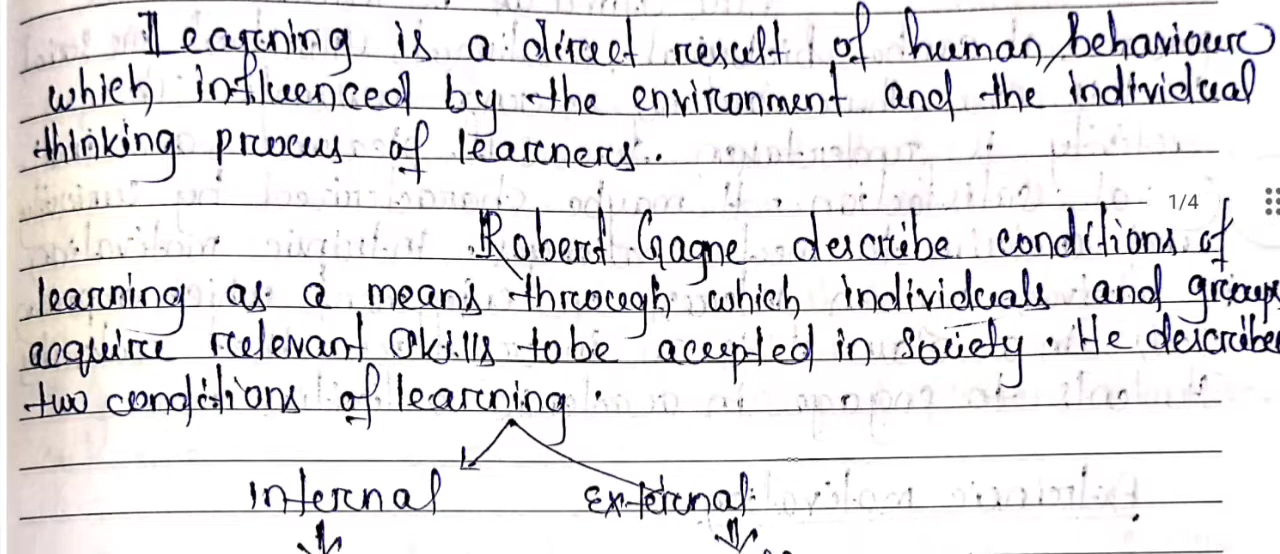 Learning is a direct result of human behaviour
which influenced by the environment and the individual
thinking process of learners.
1/4
Robert Gagne describe conditions of
learning as a means through which individuals and groups
acquire relevant skills to be accepted in society. He describe
two conditions of learning.
internal external